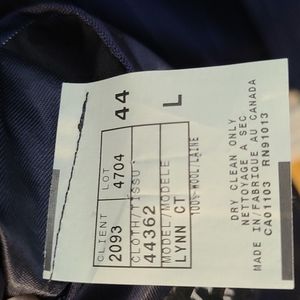 44
L
CLIENT LOT
2093 4704
CLOTH/TISSU
44362
MODEL/MODELE
LYNN CT
100% WOOL/LAINE
DRY CLEAN ONLY
NETTOYAGE A SEC
MADE IN/FABRIQUE AU CANADA
CA01103 RN91013